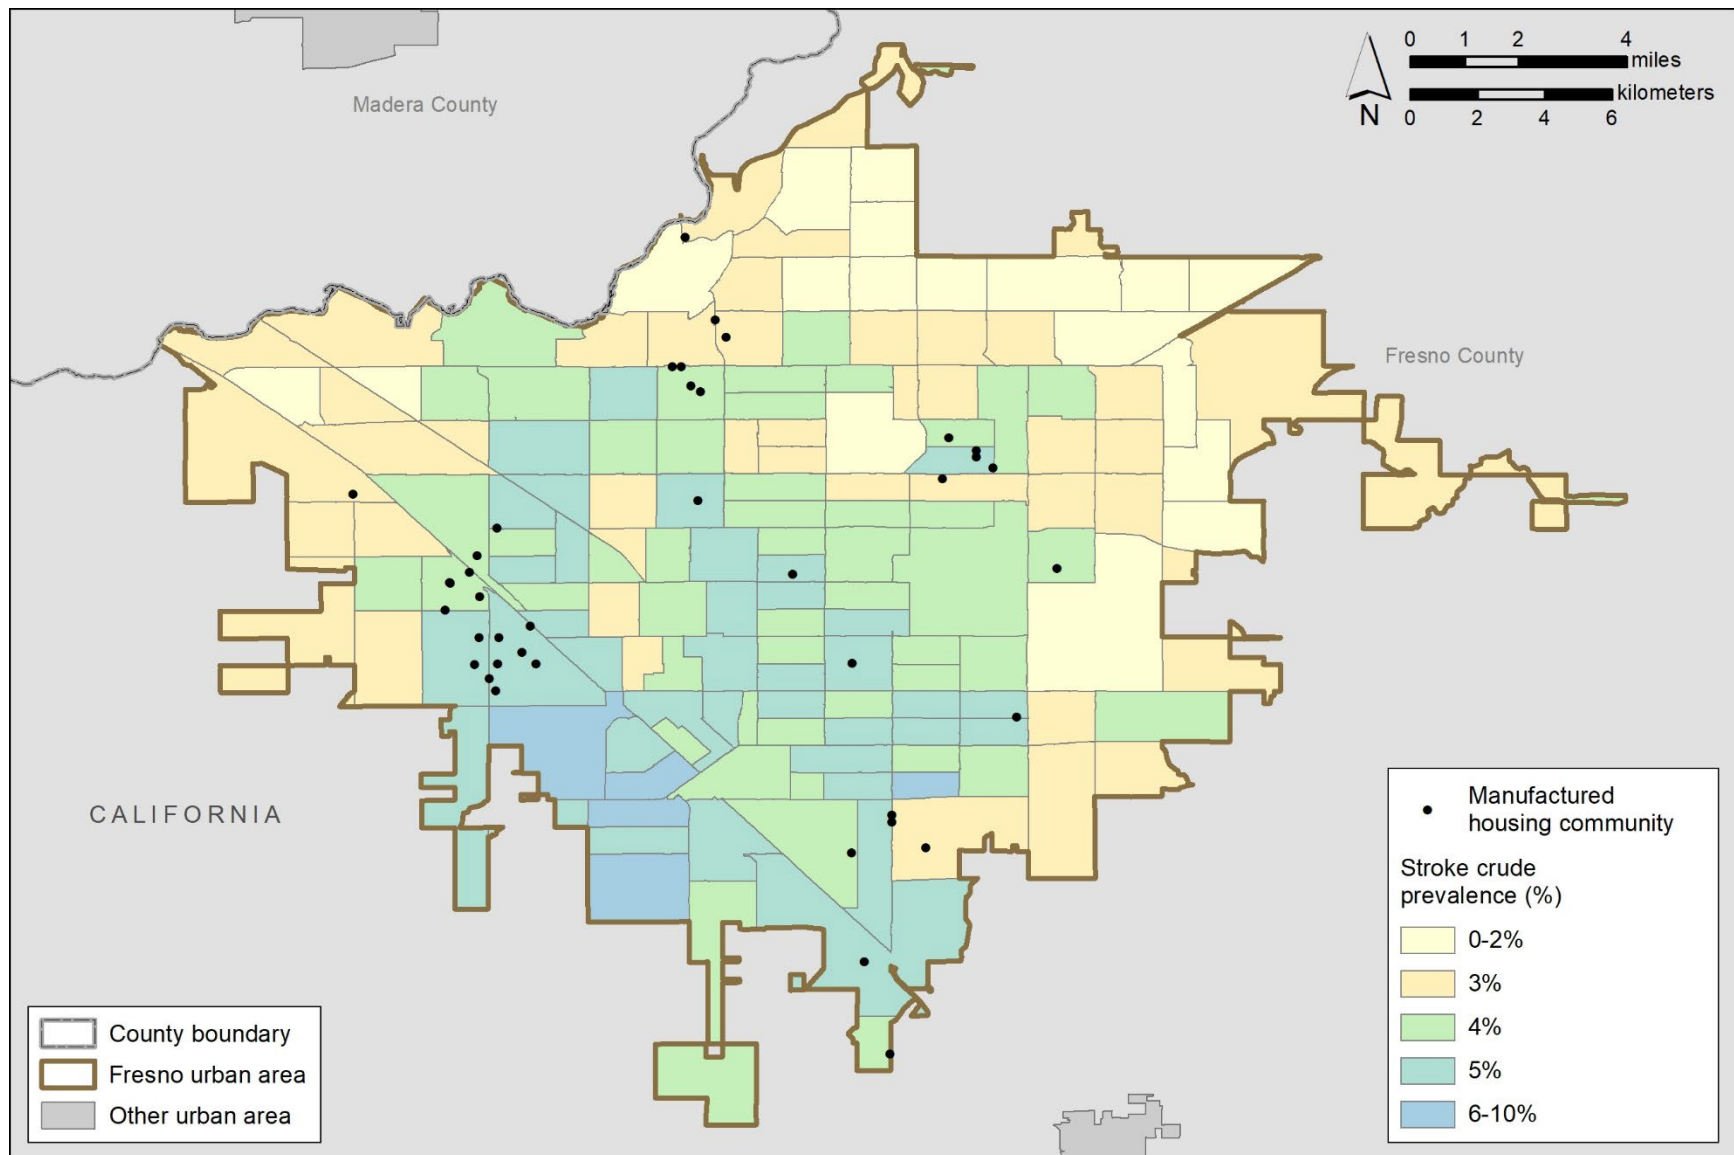 0 1 2 4
miles
kilometers
0 2 4 6
N
Madera County
Fresno County
CALIFORNIA
Manufactured
housing community
Stroke crude
prevalence (%)
0-2%
3%
4%
5%
6-10%
County boundary
Fresno urban area
Other urban area